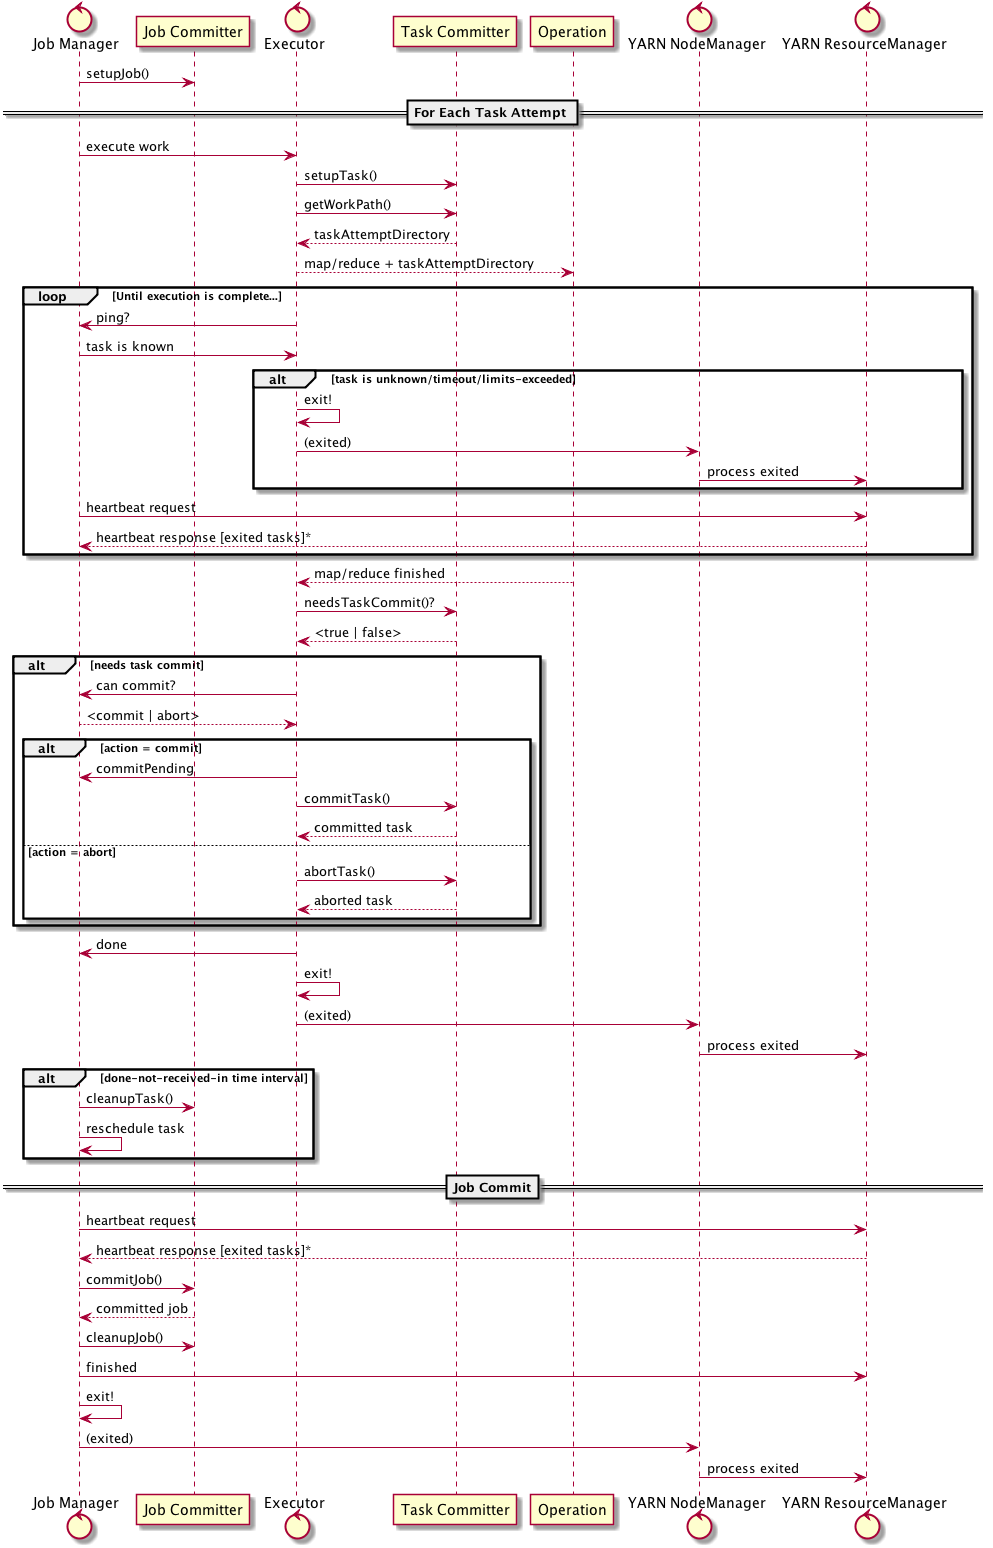 Job Manager
Job Committer
Executor
Task Committer
Operation
YARN NodeManager
YARN ResourceManager
setupJob()
For Each Task Attempt
execute work
setupTask()
getWorkPath()
taskAttemptDirectory
map/reduce + taskAttemptDirectory
loop [Until execution is complete...]
ping?
task is known
alt [task is unknown/timeout/limits-exceeded]
exit!
(exited)
process exited
heartbeat request
heartbeat response [exited tasks]*
map/reduce finished
needsTaskCommit()?
<true | false>
alt [needs task commit]
can commit?
<commit | abort>
alt [action = commit]
commitPending
commitTask()
committed task
[action = abort]
abortTask()
aborted task
done
exit!
(exited)
process exited
alt [done-not-received-in time interval]
cleanupTask()
reschedule task
Job Commit
heartbeat request
heartbeat response [exited tasks]*
commitJob()
committed job
cleanupJob()
finished
exit!
(exited)
process exited
Job Manager
Job Committer
Executor
Task Committer
Operation
YARN NodeManager
YARN ResourceManager